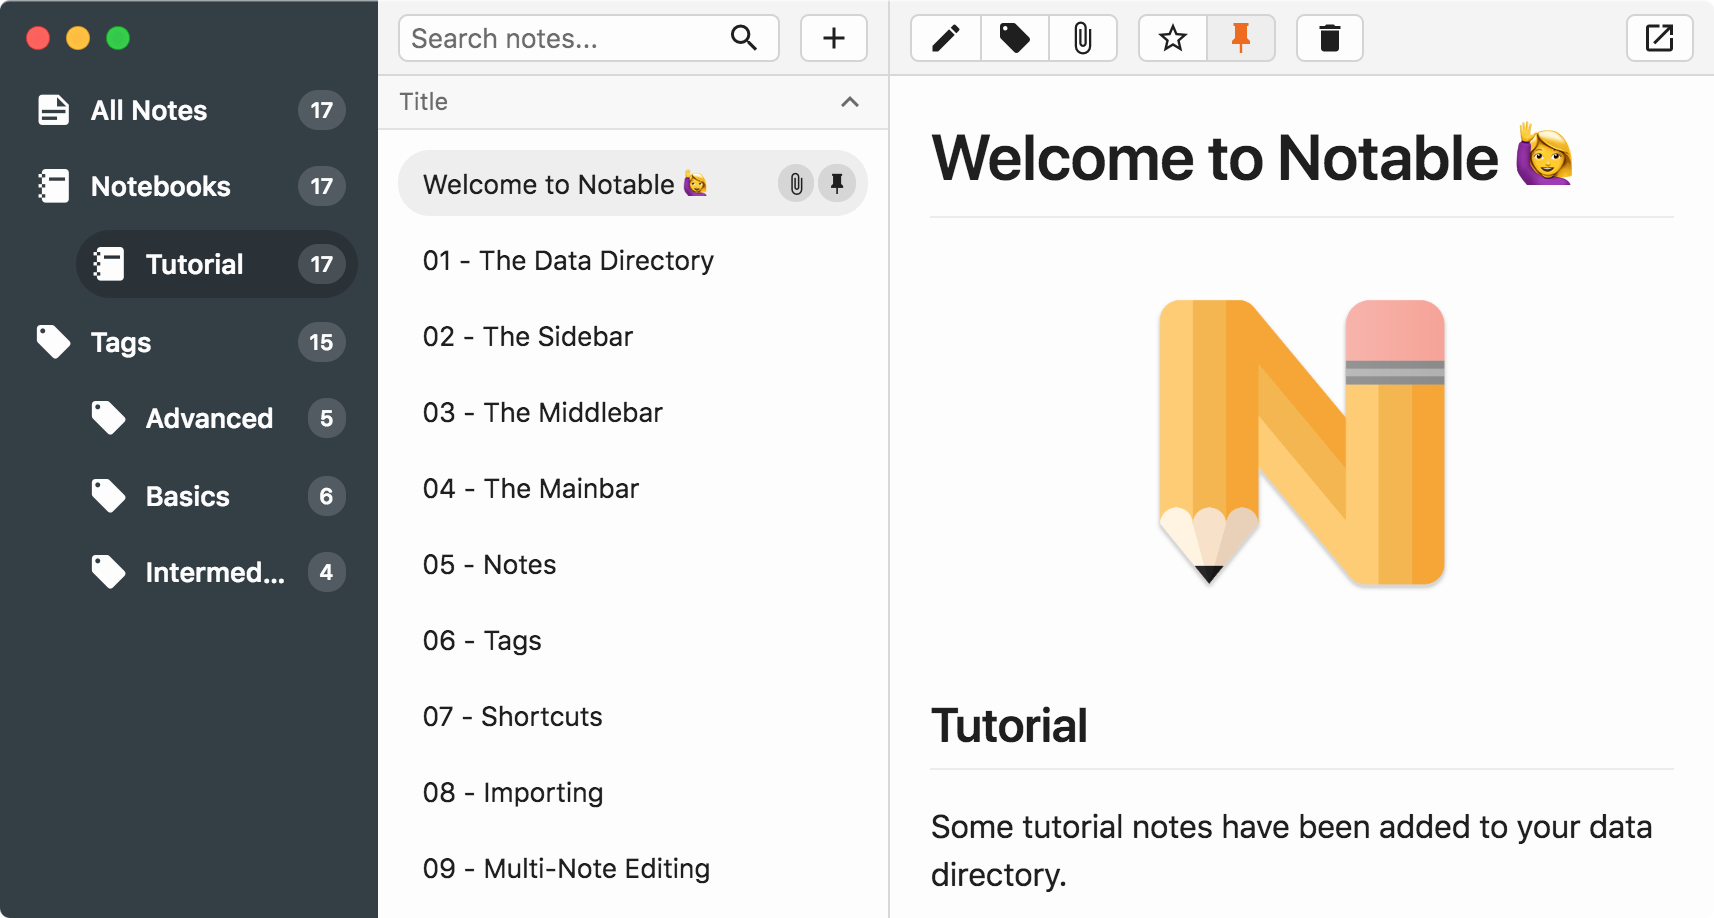 All Notes 17
Notebooks 17
Tutorial 17
Tags 15
Advanced 5
Basics 6
Intermed... 4
Search notes...
Title
Welcome to Notable 🙋‍♀️
01 - The Data Directory
02 - The Sidebar
03 - The Middlebar
04 - The Mainbar
05 - Notes
06 - Tags
07 - Shortcuts
08 - Importing
09 - Multi-Note Editing
Welcome to Notable 🙋‍♀️
Tutorial
Some tutorial notes have been added to your data
directory.